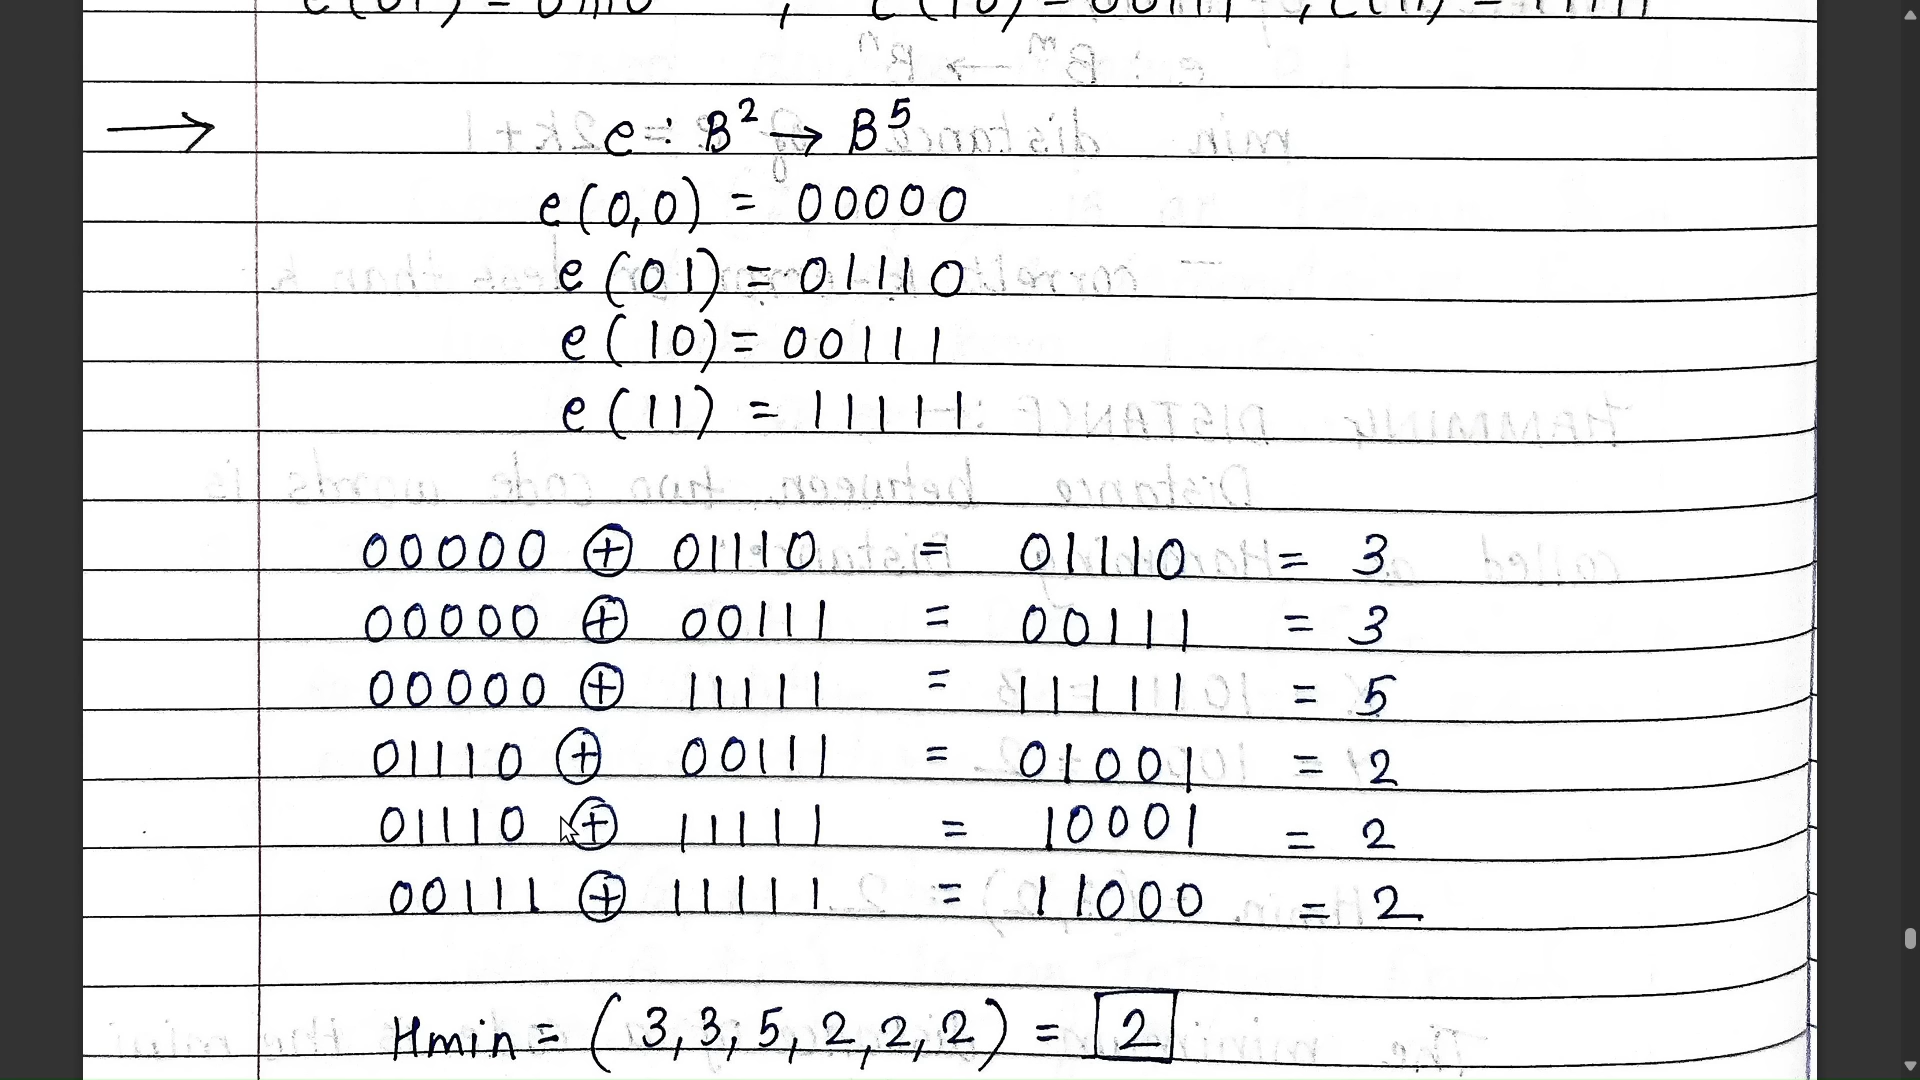 e : B² → B⁵
e(0,0) = 00000
e(01) = 01110
e(10) = 00111
e(11) = 11111
00000 ⊕ 01110 = 01110 = 3
00000 ⊕ 00111 = 00111 = 3
00000 ⊕ 11111 = 11111 = 5
01110 ⊕ 00111 = 01001 = 2
01110 ⊕ 11111 = 10001 = 2
00111 ⊕ 11111 = 11000 = 2
Hmin = (3,3,5,2,2,2) = 2